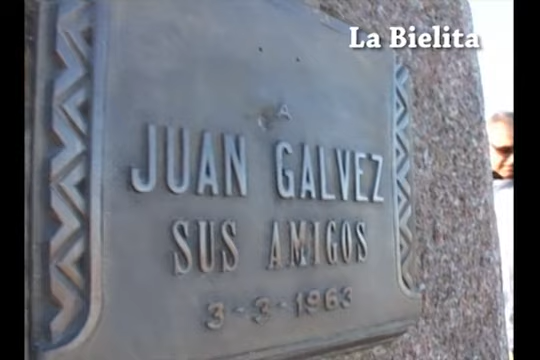 La Bielita
A
JUAN GALVEZ
SUS AMIGOS
3-3-1963